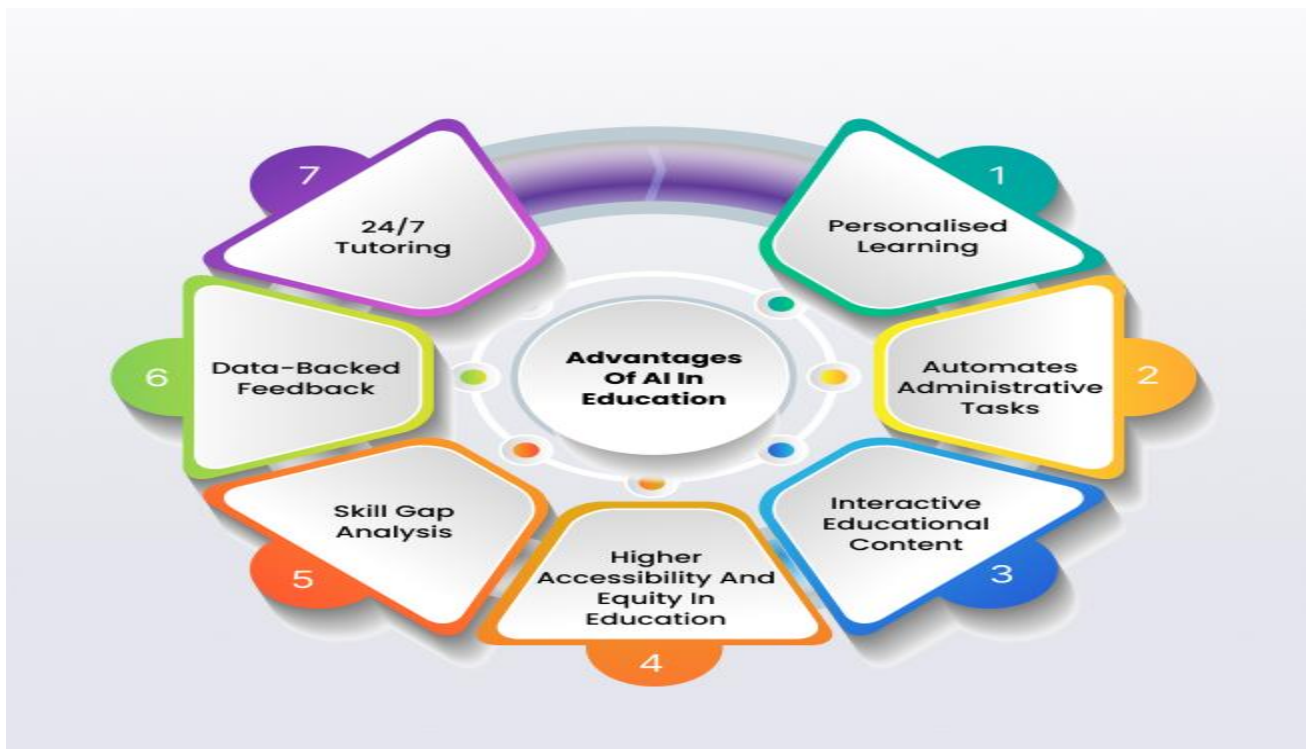 Advantages
Of AI In
Education
1
Personalised
Learning
2
Automates
Administrative
Tasks
3
Interactive
Educational
Content
4
Higher
Accessibility And
Equity In
Education
5
Skill Gap
Analysis
6
Data-Backed
Feedback
7
24/7
Tutoring